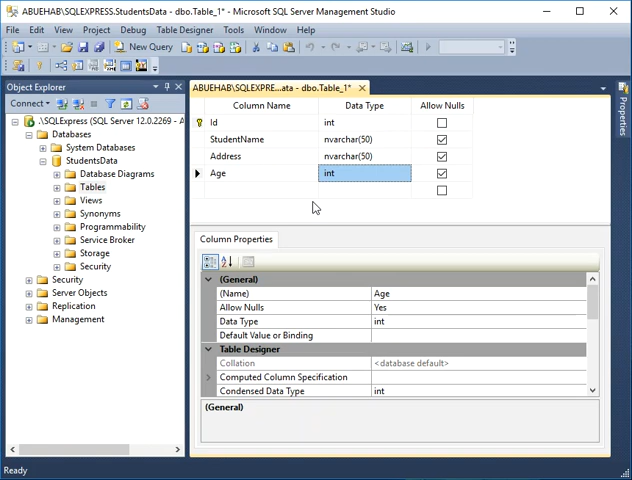 ABUEHAB\SQLEXPRESS.StudentsData - dbo.Table_1* - Microsoft SQL Server Management Studio
File Edit View Project Debug Table Designer Tools Window Help
New Query
Object Explorer
Connect
.\SQLExpress (SQL Server 12.0.2269 - A
Databases
System Databases
StudentsData
Database Diagrams
Tables
Views
Synonyms
Programmability
Service Broker
Storage
Security
Security
Server Objects
Replication
Management
ABUEHAB\SQLEXPRE...ata - dbo.Table_1*
Column Name Data Type Allow Nulls
Id int
StudentName nvarchar(50)
Address nvarchar(50)
Age int
Column Properties
(General)
(Name) Age
Allow Nulls Yes
Data Type int
Default Value or Binding
Table Designer
Collation <database default>
Computed Column Specification
Condensed Data Type int
(General)
Properties
Ready